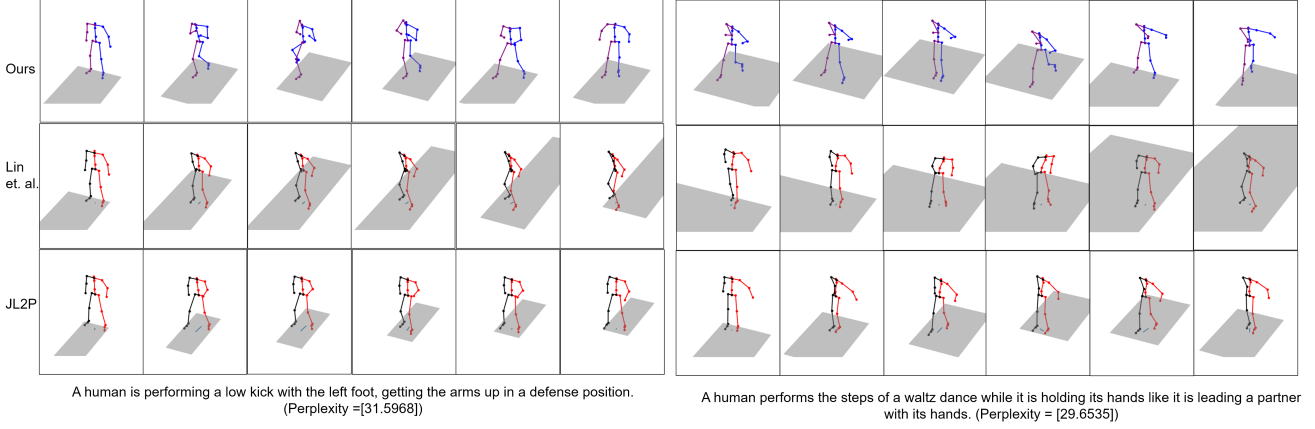 Ours
Lin
et. al.
JL2P
A human is performing a low kick with the left foot, getting the arms up in a defense position.
(Perplexity =[31.5968])
A human performs the steps of a waltz dance while it is holding its hands like it is leading a partner
with its hands. (Perplexity = [29.6535])